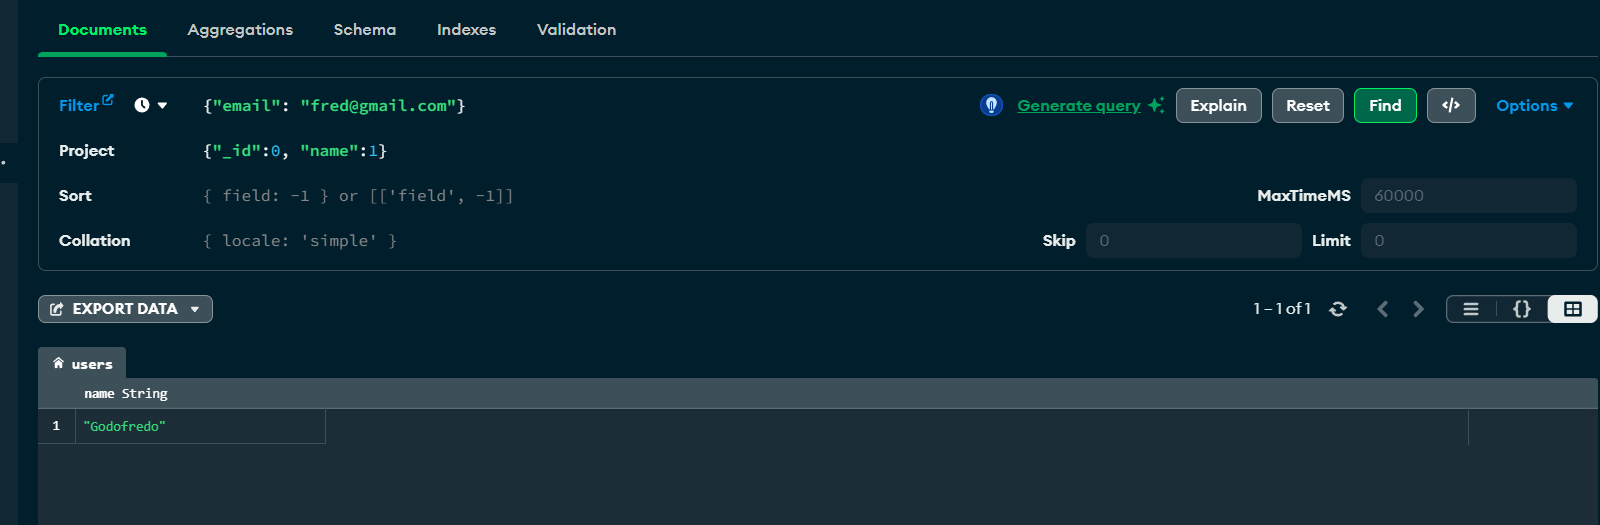 Documents Aggregations Schema Indexes Validation
Filter {"email": "fred@gmail.com"} Generate query Explain Reset Find </> Options
Project {"_id":0, "name":1}
Sort { field: -1 } or [['field', -1]] MaxTimeMS 60000
Collation { locale: 'simple' } Skip 0 Limit 0
EXPORT DATA 1 – 1 of 1 {}
users
name String
1 "Godofredo"